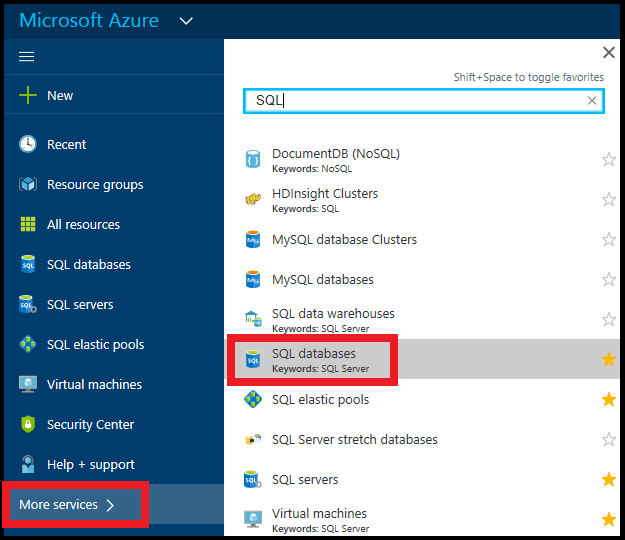 Microsoft Azure
New
Recent
Resource groups
All resources
SQL databases
SQL servers
SQL elastic pools
Virtual machines
Security Center
Help + support
More services
Shift+Space to toggle favorites
SQL
DocumentDB (NoSQL)
Keywords: NoSQL
HDInsight Clusters
Keywords: SQL
MySQL database Clusters
MySQL databases
SQL data warehouses
Keywords: SQL Server
SQL databases
Keywords: SQL Server
SQL elastic pools
SQL Server stretch databases
SQL servers
Virtual machines
Keywords: SQL Server